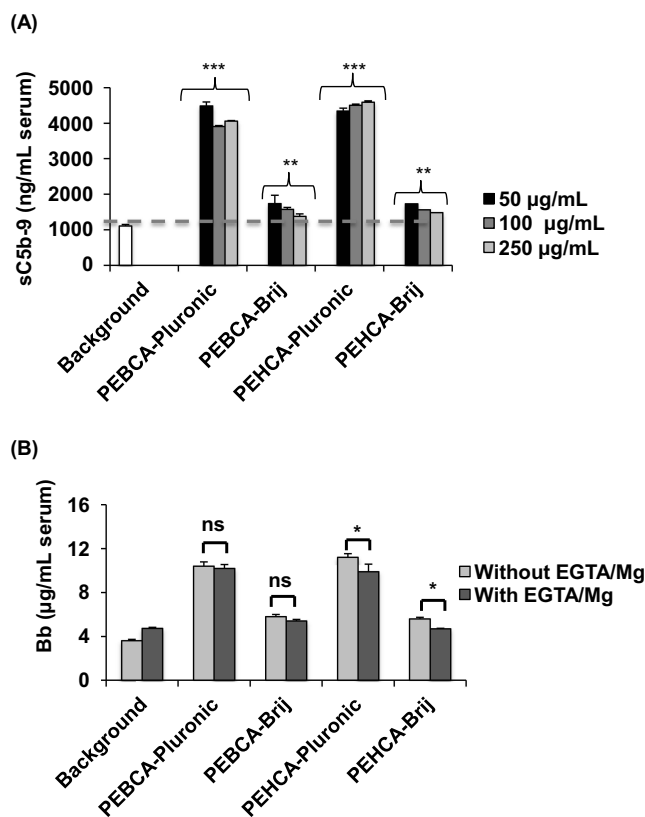 (A)
sC5b-9 (ng/mL serum)
5000
4000
3000
2000
1000
0
***
**
***
**
50 µg/mL
100 µg/mL
250 µg/mL
Background
PEBCA-Pluronic
PEBCA-Brij
PEHCA-Pluronic
PEHCA-Brij
(B)
Bb (µg/mL serum)
16
12
8
4
0
ns
ns
*
*
Without EGTA/Mg
With EGTA/Mg
Background
PEBCA-Pluronic
PEBCA-Brij
PEHCA-Pluronic
PEHCA-Brij